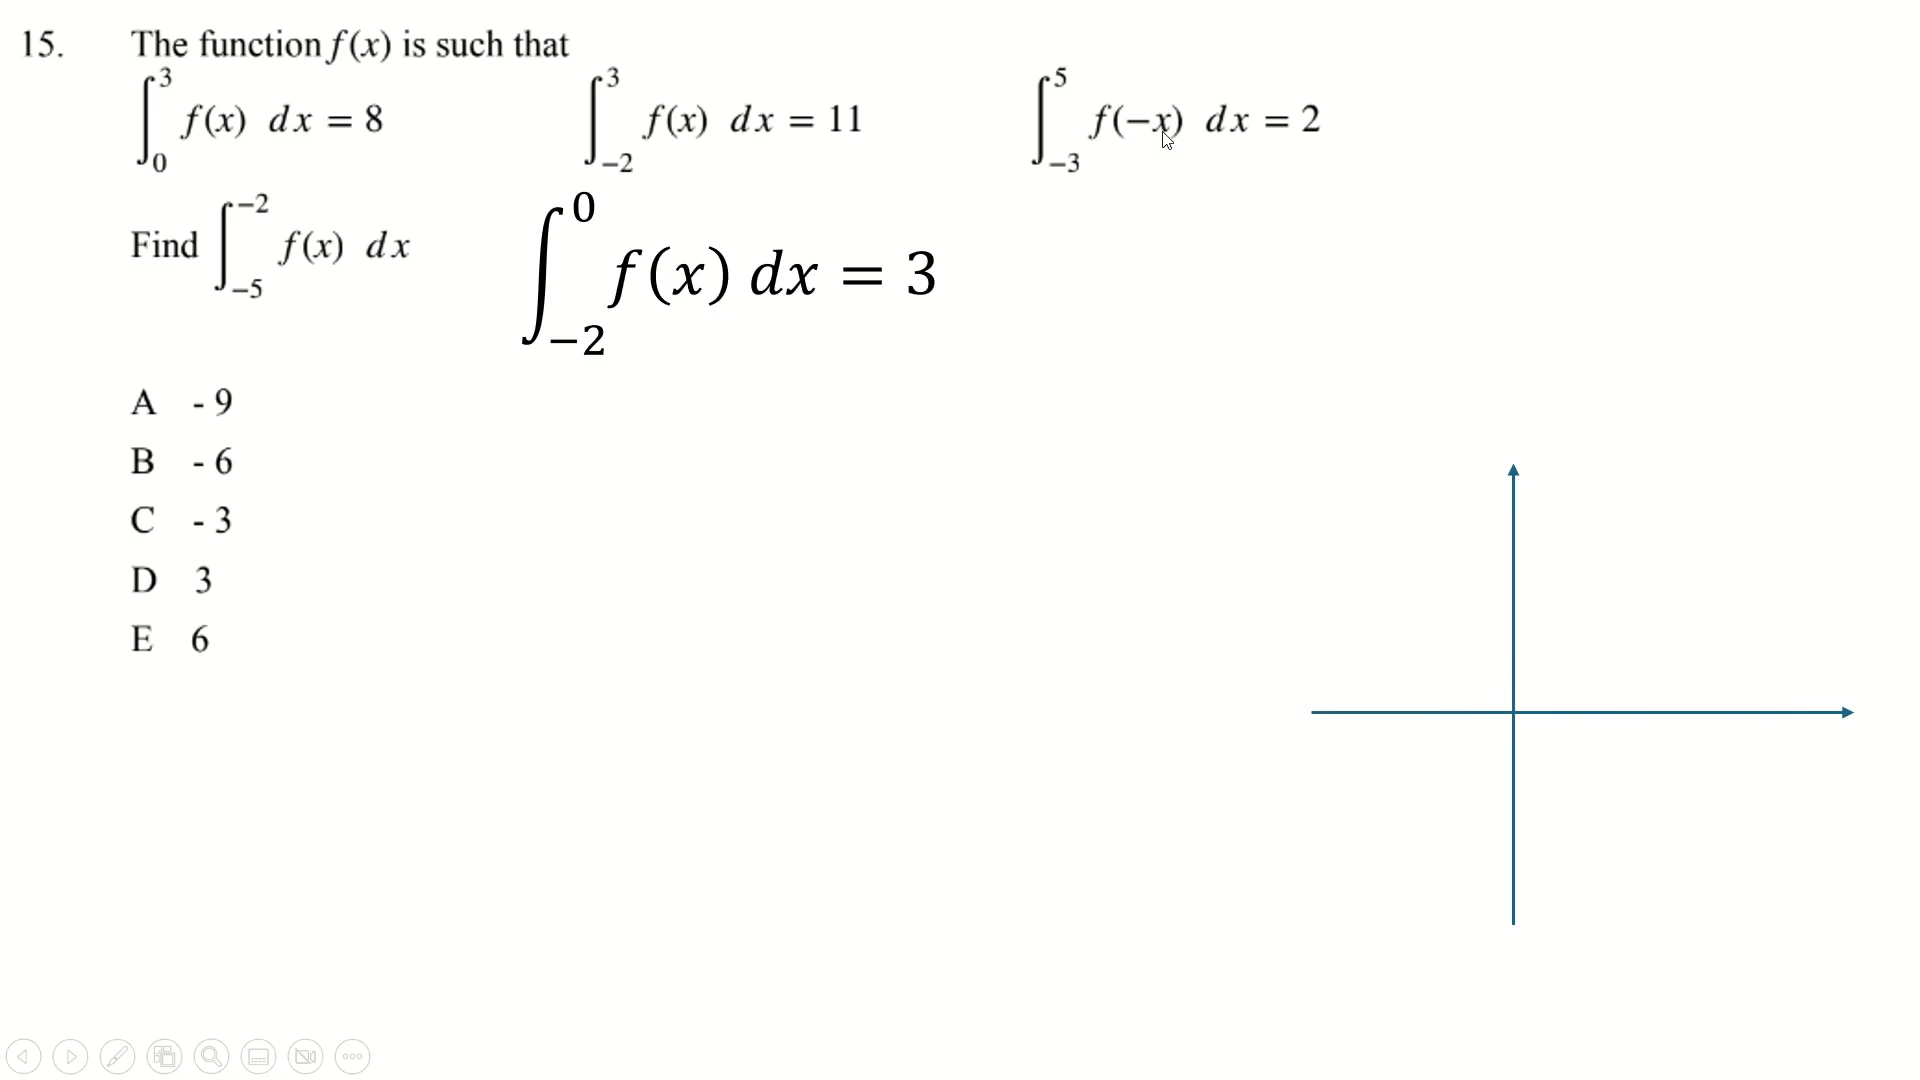 15. The function f(x) is such that
∫₀³ f(x) dx = 8 ∫₋₂³ f(x) dx = 11 ∫₋₃⁵ f(−x) dx = 2
Find ∫₋₅⁻² f(x) dx
∫₋₂⁰ f(x) dx = 3
A - 9
B - 6
C - 3
D 3
E 6